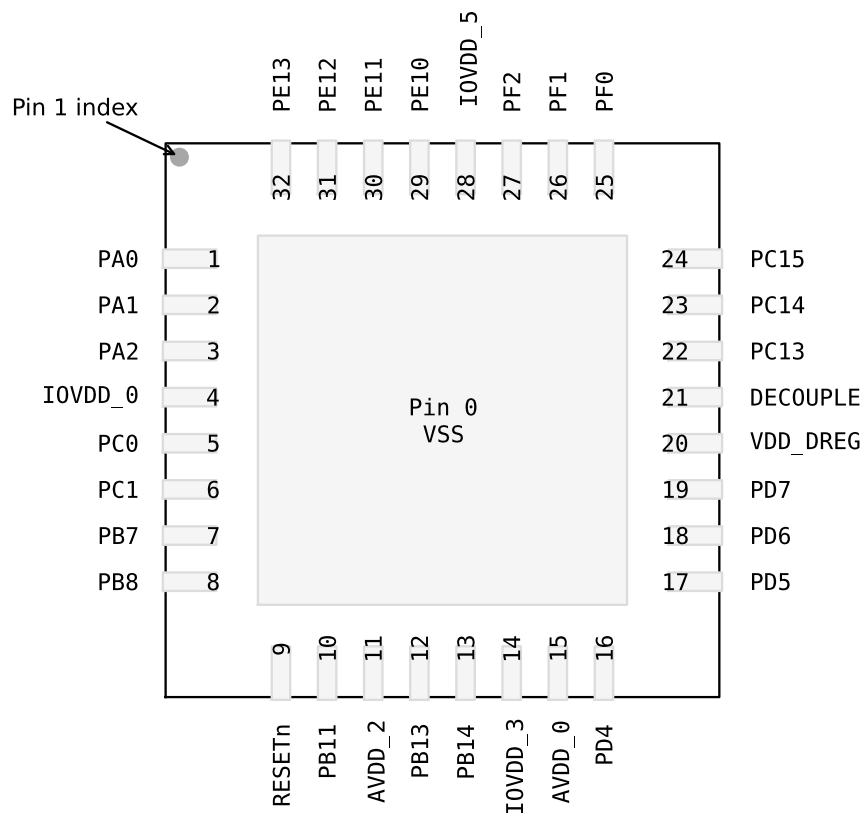 PE13 PE12 PE11 PE10 IOVDD_5 PF2 PF1 PF0
Pin 1 index
32 31 30 29 28 27 26 25
PA0 1 24 PC15
PA1 2 23 PC14
PA2 3 22 PC13
IOVDD_0 4 21 DECOUPLE
Pin 0
VSS
PC0 5 20 VDD_DREG
PC1 6 19 PD7
PB7 7 18 PD6
PB8 8 17 PD5
9 10 11 12 13 14 15 16
RESETn PB11 AVDD_2 PB13 PB14 IOVDD_3 AVDD_0 PD4